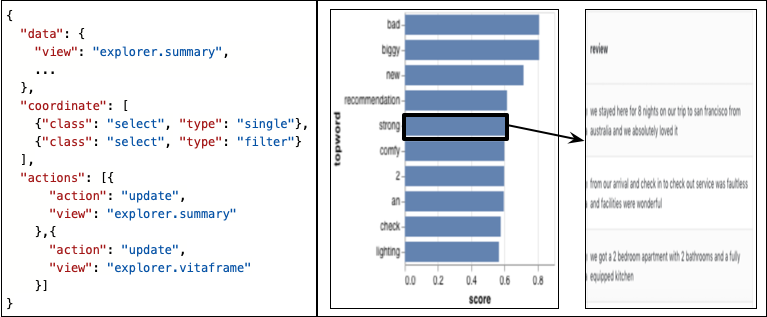 {
  "data": {
    "view": "explorer.summary",
    ...
  },
  "coordinate": [
    {"class": "select", "type": "single"},
    {"class": "select", "type": "filter"}
  ],
  "actions": [{
      "action": "update",
      "view": "explorer.summary"
    },{
      "action": "update",
      "view": "explorer.vitaframe"
    }]
}
topword
bad
biggy
new
recommendation
strong
comfy
2
an
check
lighting
0.0 0.2 0.4 0.6 0.8
score
review
we stayed here for 8 nights on our trip to san francisco from
australia and we absolutely loved it
from our arrival and check in to check out service was faultless
and facilities were wonderful
we got a 2 bedroom apartment with 2 bathrooms and a fully
equipped kitchen